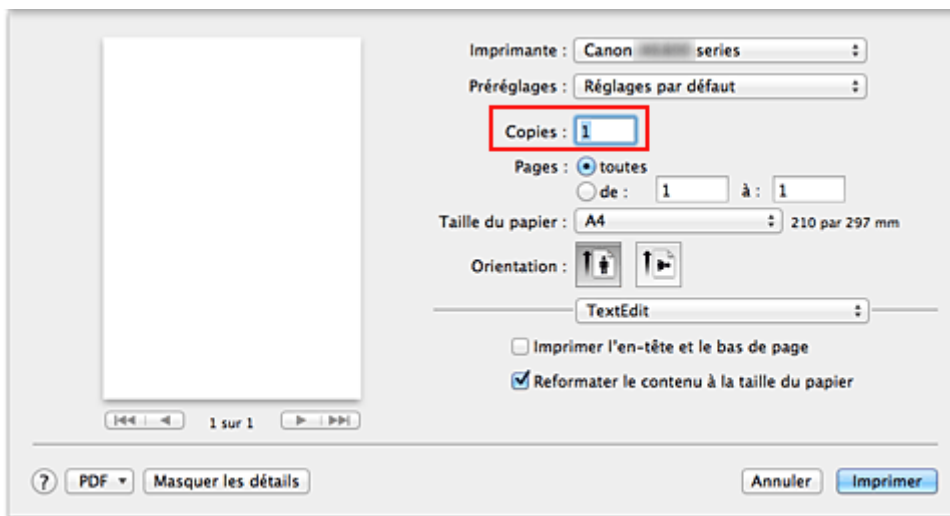 Imprimante : Canon series
Préréglages : Réglages par défaut
Copies : 1
Pages : toutes
de : 1 à : 1
Taille du papier : A4 210 par 297 mm
Orientation :
TextEdit
Imprimer l'en-tête et le bas de page
Reformater le contenu à la taille du papier
1 sur 1
? PDF Masquer les détails Annuler Imprimer